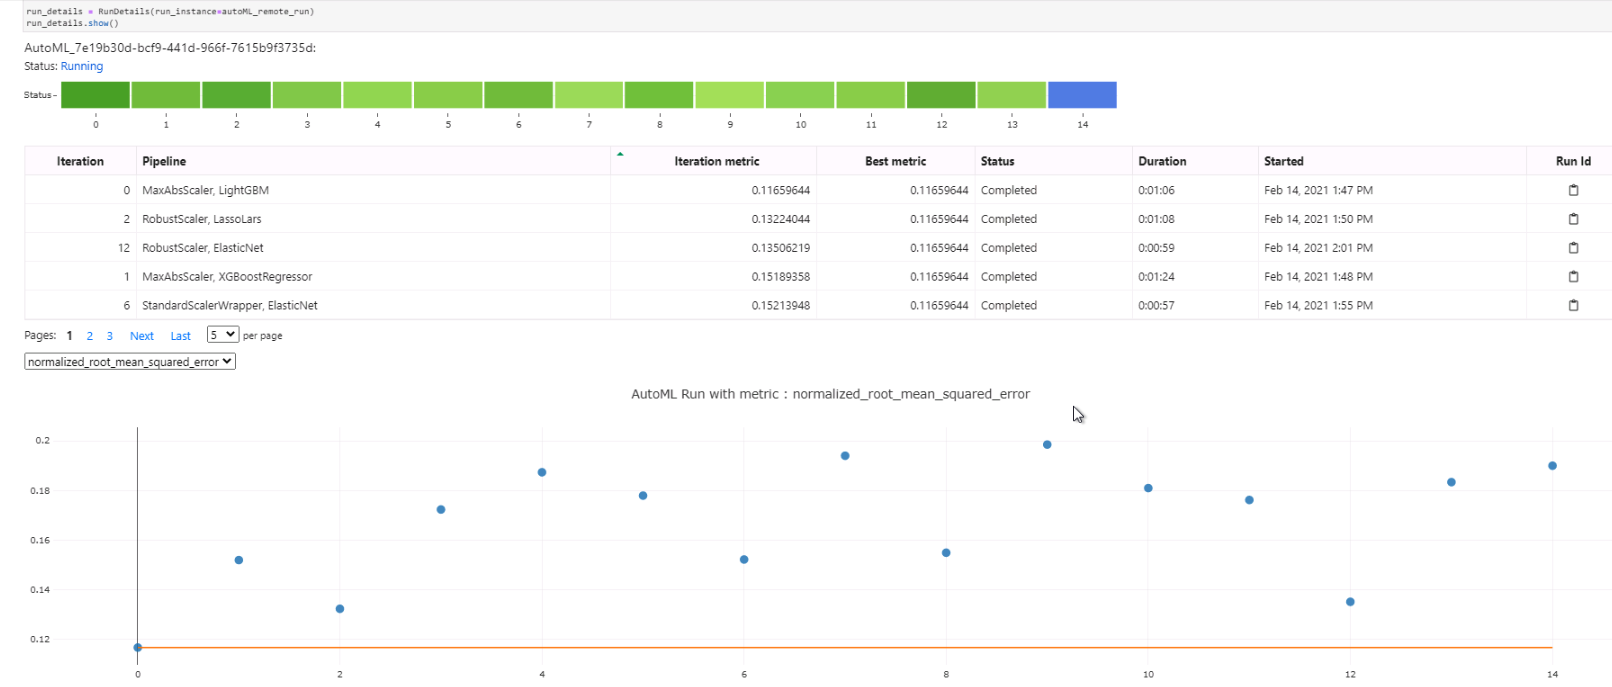 run_details = RunDetails(run_instance=autoML_remote_run)
run_details.show()
AutoML_7e19b30d-bcf9-441d-966f-7615b9f3735d:
Status: Running
Status
0 1 2 3 4 5 6 7 8 9 10 11 12 13 14
Iteration Pipeline Iteration metric Best metric Status Duration Started Run Id
0 MaxAbsScaler, LightGBM 0.11659644 0.11659644 Completed 0:01:06 Feb 14, 2021 1:47 PM
2 RobustScaler, LassoLars 0.13224044 0.11659644 Completed 0:01:08 Feb 14, 2021 1:50 PM
12 RobustScaler, ElasticNet 0.13506219 0.11659644 Completed 0:00:59 Feb 14, 2021 2:01 PM
1 MaxAbsScaler, XGBoostRegressor 0.15189358 0.11659644 Completed 0:01:24 Feb 14, 2021 1:48 PM
6 StandardScalerWrapper, ElasticNet 0.15213948 0.11659644 Completed 0:00:57 Feb 14, 2021 1:55 PM
Pages: 1 2 3 Next Last 5 per page
normalized_root_mean_squared_error
AutoML Run with metric : normalized_root_mean_squared_error
0.2
0.18
0.16
0.14
0.12
0 2 4 6 8 10 12 14